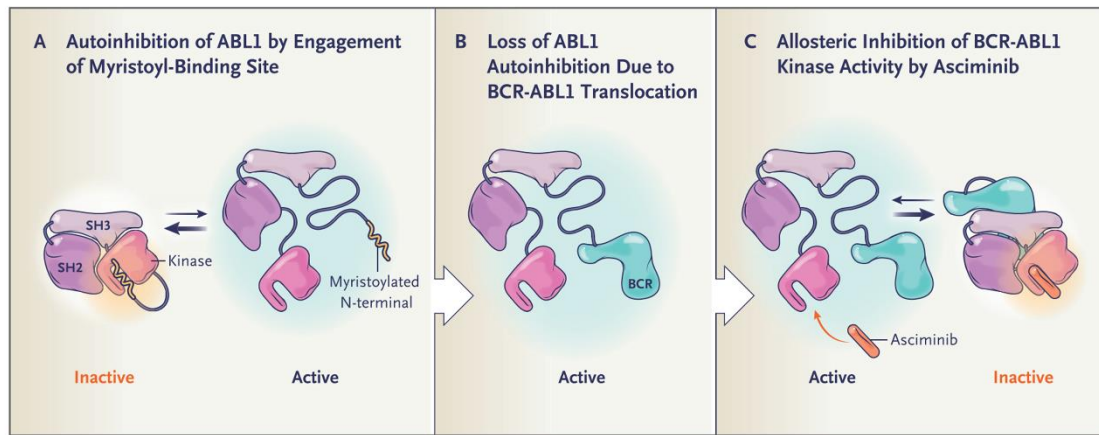 A Autoinhibition of ABL1 by Engagement
of Myristoyl-Binding Site
SH3
SH2
Kinase
Myristoylated
N-terminal
Inactive
Active
B Loss of ABL1
Autoinhibition Due to
BCR-ABL1 Translocation
BCR
Active
C Allosteric Inhibition of BCR-ABL1
Kinase Activity by Asciminib
Asciminib
Active
Inactive